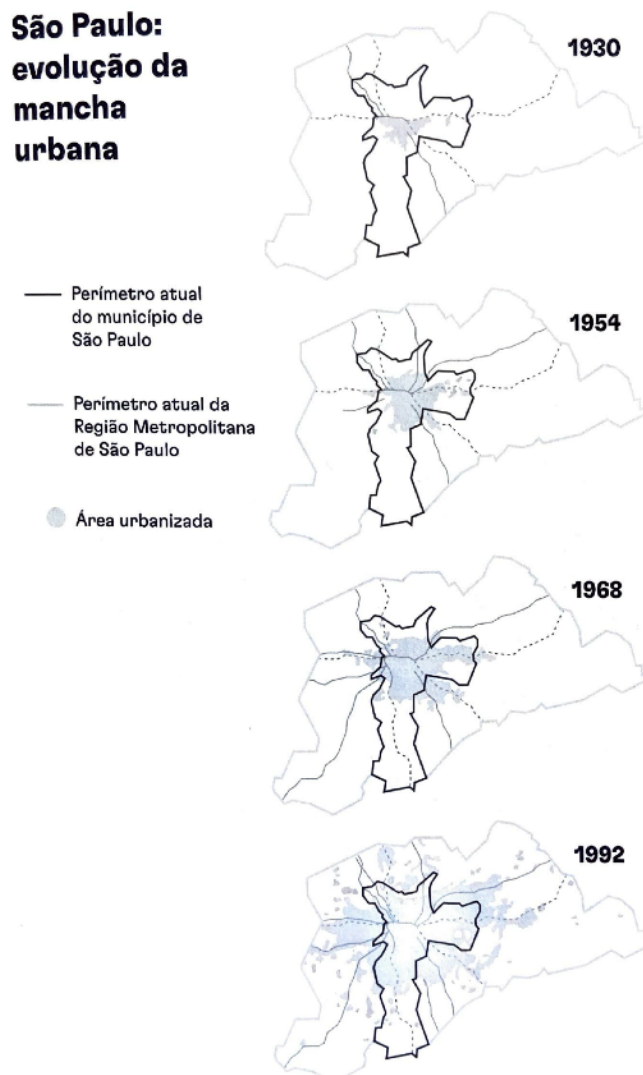 São Paulo:
evolução da
mancha
urbana
1930
Perímetro atual
do município de
São Paulo
1954
Perímetro atual da
Região Metropolitana
de São Paulo
Área urbanizada
1968
1992